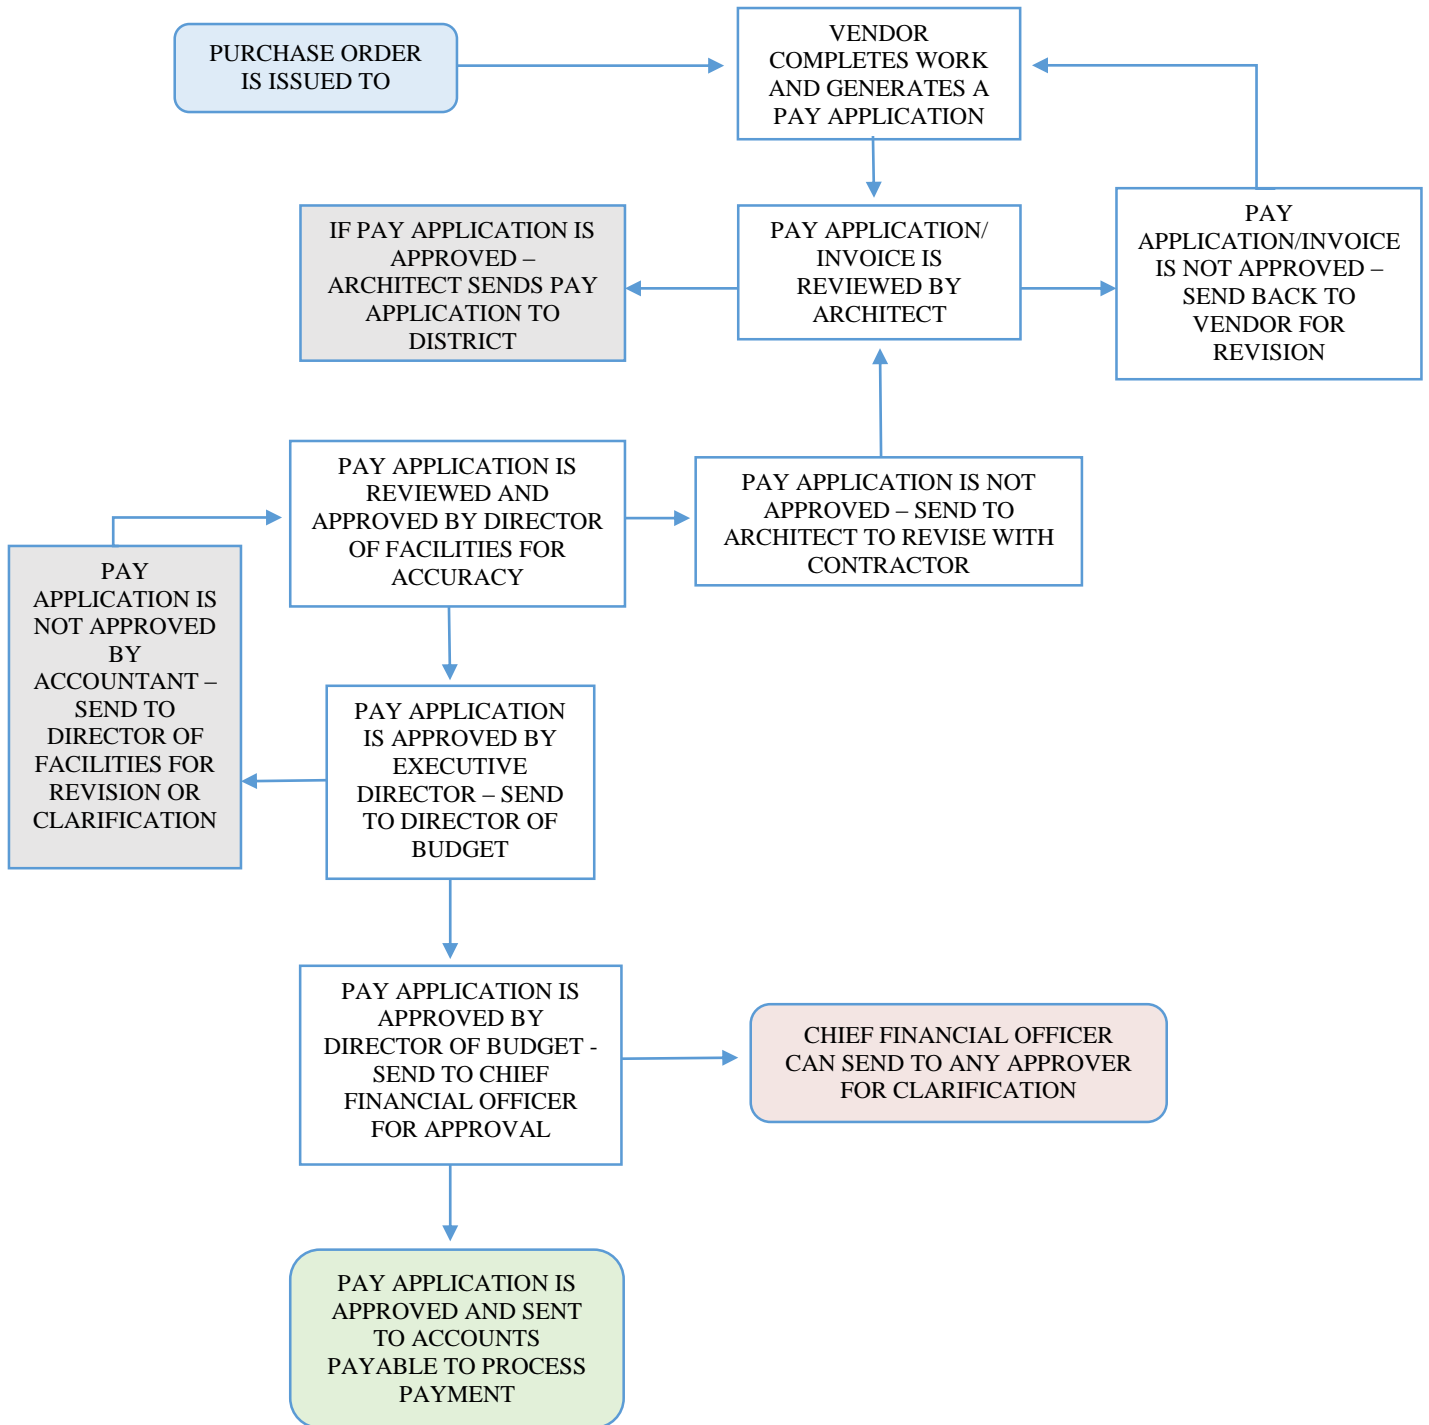 PURCHASE ORDER
IS ISSUED TO
VENDOR
COMPLETES WORK
AND GENERATES A
PAY APPLICATION
IF PAY APPLICATION IS
APPROVED –
ARCHITECT SENDS PAY
APPLICATION TO
DISTRICT
PAY APPLICATION/
INVOICE IS
REVIEWED BY
ARCHITECT
PAY
APPLICATION/INVOICE
IS NOT APPROVED –
SEND BACK TO
VENDOR FOR
REVISION
PAY APPLICATION IS
REVIEWED AND
APPROVED BY DIRECTOR
OF FACILITIES FOR
ACCURACY
PAY APPLICATION IS NOT
APPROVED – SEND TO
ARCHITECT TO REVISE WITH
CONTRACTOR
PAY
APPLICATION IS
NOT APPROVED
BY
ACCOUNTANT –
SEND TO
DIRECTOR OF
FACILITIES FOR
REVISION OR
CLARIFICATION
PAY APPLICATION
IS APPROVED BY
EXECUTIVE
DIRECTOR – SEND
TO DIRECTOR OF
BUDGET
PAY APPLICATION IS
APPROVED BY
DIRECTOR OF BUDGET -
SEND TO CHIEF
FINANCIAL OFFICER
FOR APPROVAL
CHIEF FINANCIAL OFFICER
CAN SEND TO ANY APPROVER
FOR CLARIFICATION
PAY APPLICATION IS
APPROVED AND SENT
TO ACCOUNTS
PAYABLE TO PROCESS
PAYMENT